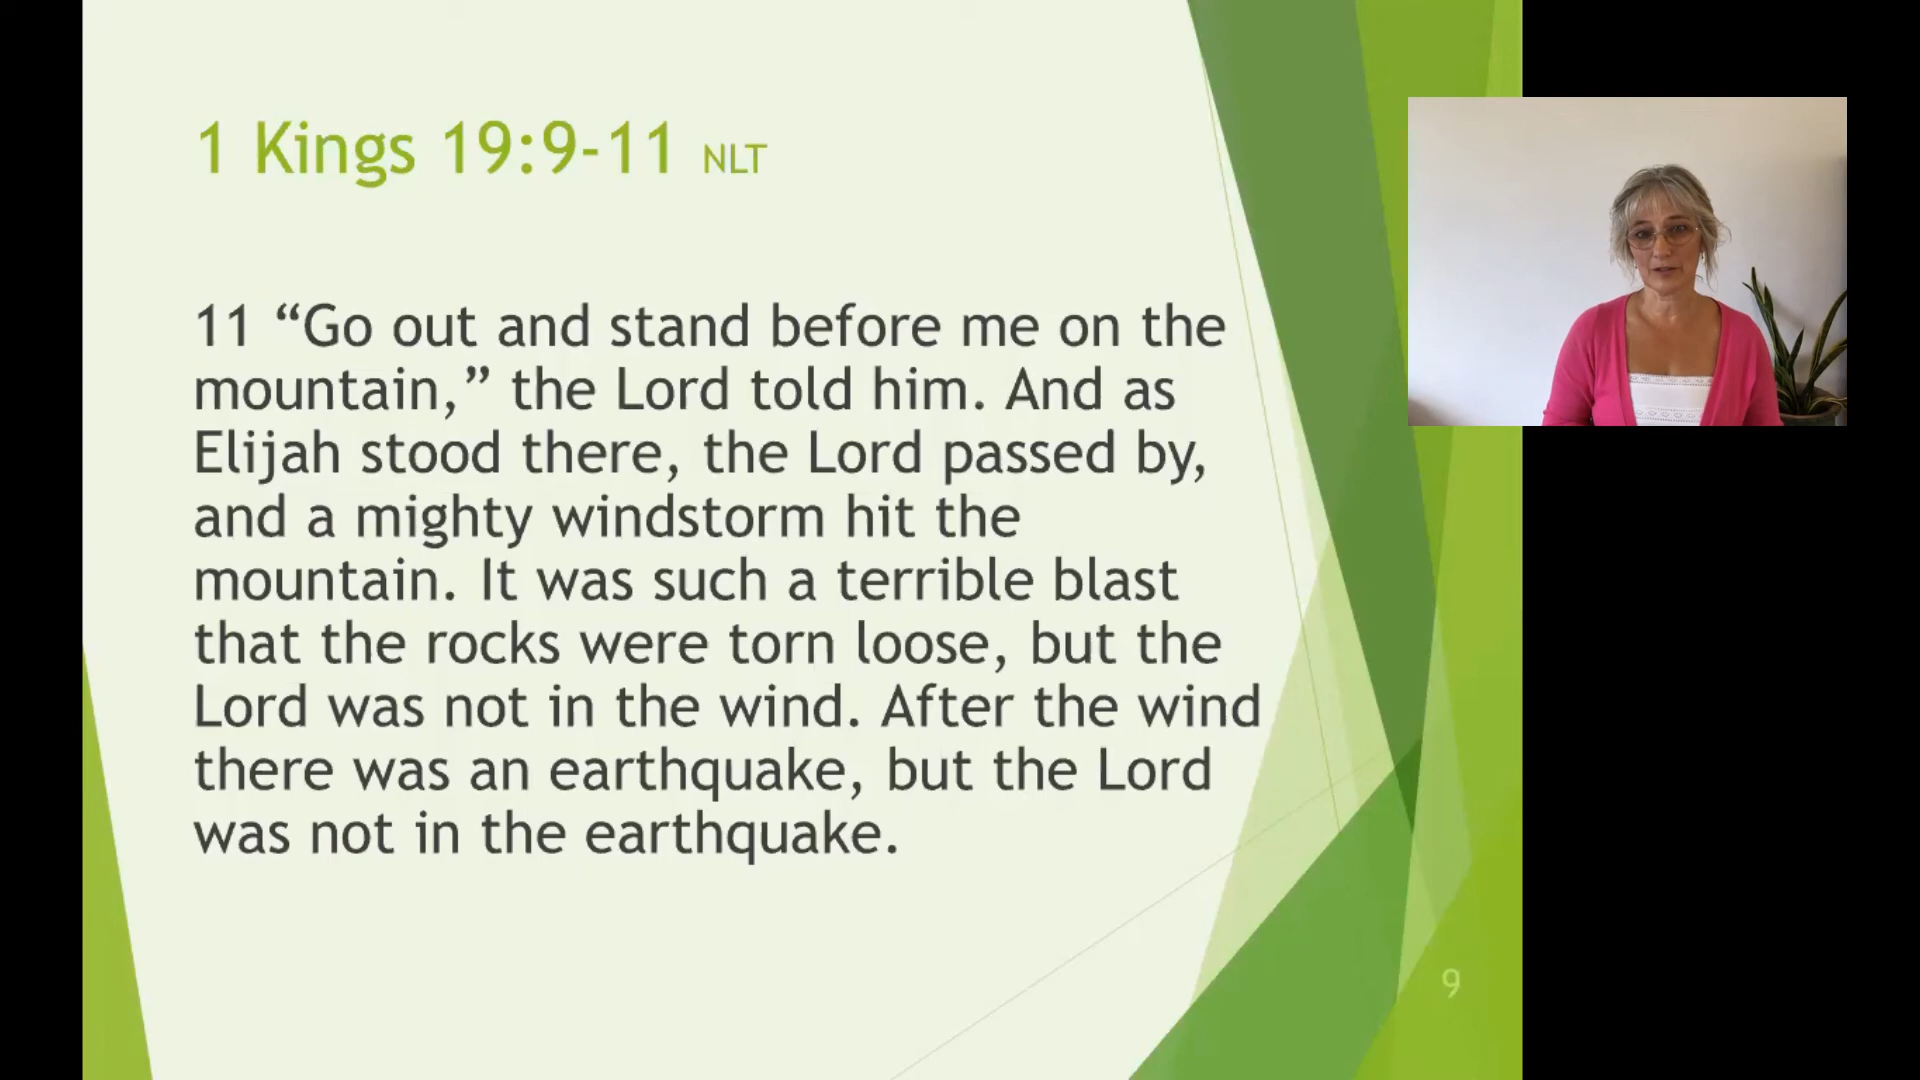 1 Kings 19:9-11 NLT
11 “Go out and stand before me on the
mountain,” the Lord told him. And as
Elijah stood there, the Lord passed by,
and a mighty windstorm hit the
mountain. It was such a terrible blast
that the rocks were torn loose, but the
Lord was not in the wind. After the wind
there was an earthquake, but the Lord
was not in the earthquake.
9